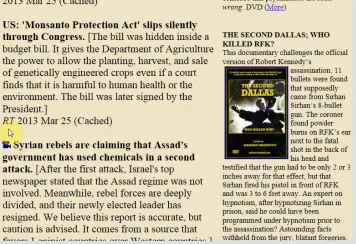 2013 Mar 25 (Cached)
US: 'Monsanto Protection Act' slips silently
through Congress. [The bill was hidden inside a
budget bill. It gives the Department of Agriculture
the power to allow the planting, harvest, and sale
of genetically engineered crops even if a court
finds that it is harmful to human health or the
environment. The bill was later signed by the
President.]
RT 2013 Mar 25 (Cached)
Syrian rebels are claiming that Assad's
government has used chemicals in a second
attack. [After the first attack, Israel's top
newspaper stated that the Assad regime was not
involved. Meanwhile, rebel forces are deeply
divided, and their newly elected leader has
resigned. We believe this report is accurate, but
caution is advised. It comes from a source that
favors Leninist countries over Western countries.]
wrong. DVD (More)
THE SECOND DALLAS; WHO
KILLED RFK?
This documentary challenges the official
version of Robert Kennedy's
assassination. 11
bullets were found
that supposedly
came from Sirhan
Sirhan's 8-bullet
gun. The coroner
found powder
burns on RFK's ear
next to the fatal
shot in the back of
his head and
THE SECOND
DALLAS
testified that the gun had to be only 2 or 3
inches away for that effect, but that
Sirhan fired his pistol in front of RFK
and was 3 to 6 feet away. An expert on
hypnotism, after hypnotizing Sirhan in
prison, said he could have been
programmed under hypnotism prior to
the assassination? Astounding facts
withheld from the jury, blatant forgeries,